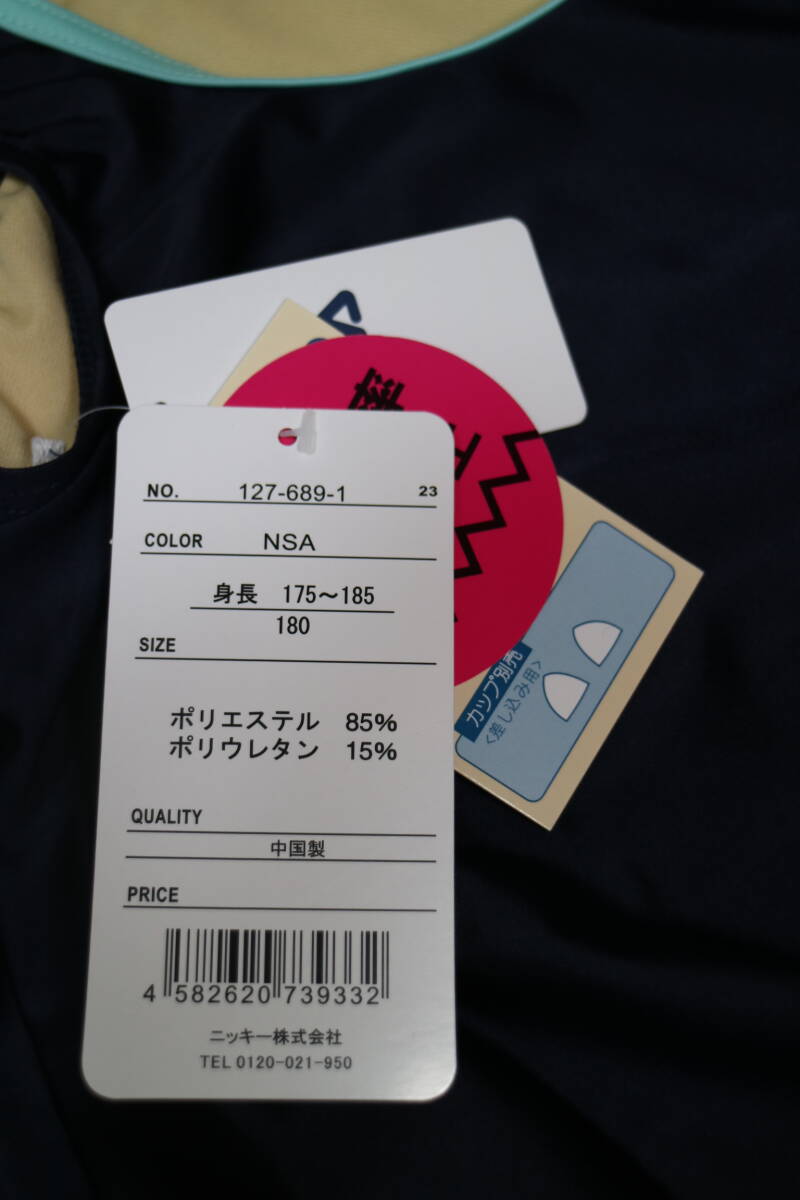 NO. 127-689-1 23
COLOR NSA
身長 175～185
180
SIZE
ポリエステル 85%
ポリウレタン 15%
QUALITY
中国製
PRICE
4 582620 739332
ニッキー株式会社
TEL 0120-021-950
カップ別売
<差し込み用>